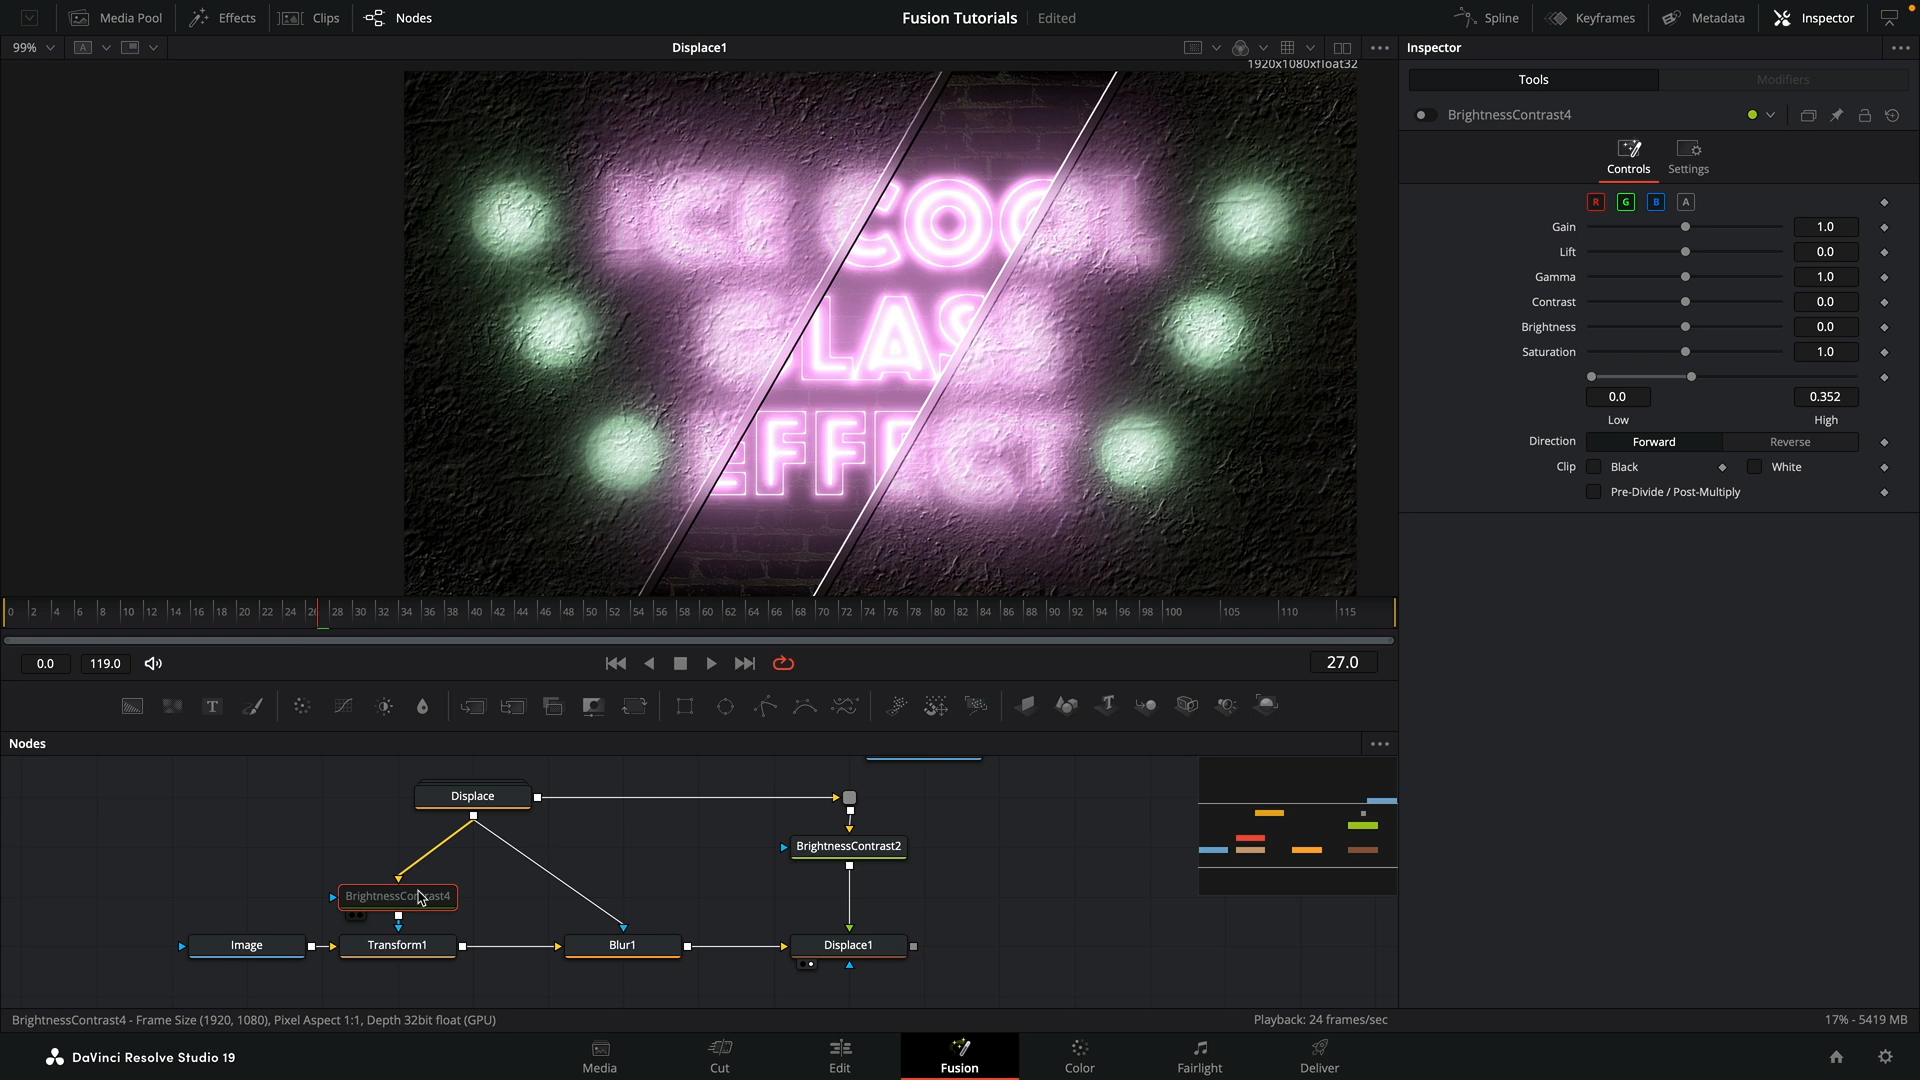 Media Pool Effects Clips Nodes Fusion Tutorials Edited Spline Keyframes Metadata Inspector
99% A Displace1 Inspector
1920x1080xfloat32
Tools Modifiers
BrightnessContrast4
Controls Settings
R G B A
Gain 1.0
Lift 0.0
Gamma 1.0
Contrast 0.0
Brightness 0.0
Saturation 1.0
0.0 0.352
Low High
Direction Forward Reverse
Clip Black White
Pre-Divide / Post-Multiply
COO
LAS
EFFECT
0 2 4 6 8 10 12 14 16 18 20 22 24 26 28 30 32 34 36 38 40 42 44 46 48 50 52 54 56 58 60 62 64 66 68 70 72 74 76 78 80 82 84 86 88 90 92 94 96 98 100 105 110 115
0.0 119.0 27.0
T
Nodes
Displace
BrightnessContrast2
BrightnessContrast4
Image Transform1 Blur1 Displace1
BrightnessContrast4 - Frame Size (1920, 1080), Pixel Aspect 1:1, Depth 32bit float (GPU) Playback: 24 frames/sec 17% - 5419 MB
DaVinci Resolve Studio 19 Media Cut Edit Fusion Color Fairlight Deliver